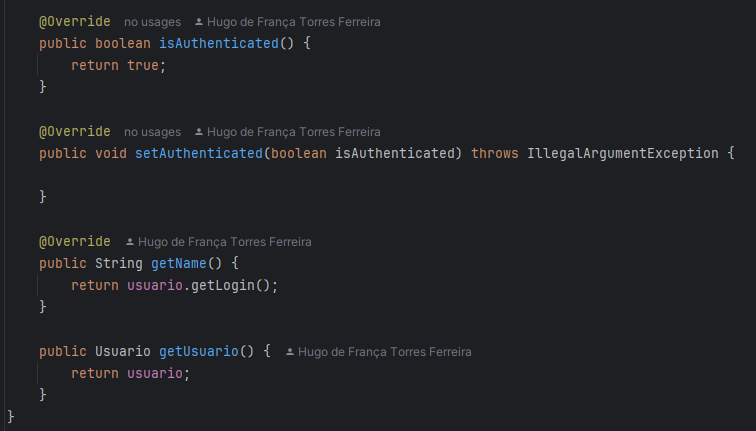 @Override no usages Hugo de França Torres Ferreira
public boolean isAuthenticated() {
return true;
}
@Override no usages Hugo de França Torres Ferreira
public void setAuthenticated(boolean isAuthenticated) throws IllegalArgumentException {
}
@Override Hugo de França Torres Ferreira
public String getName() {
return usuario.getLogin();
}
public Usuario getUsuario() { Hugo de França Torres Ferreira
return usuario;
}
}